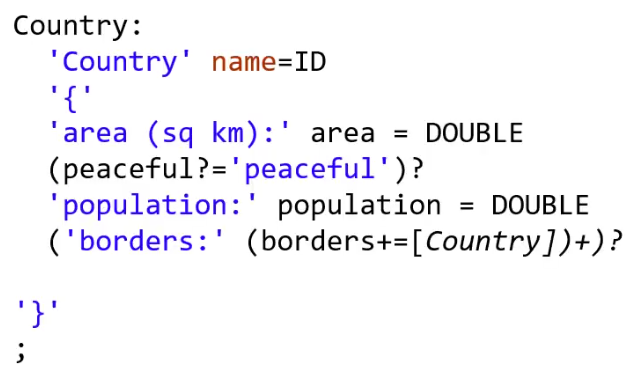 Country:
'Country' name=ID
'{'
'area (sq km):' area = DOUBLE
(peaceful?='peaceful')?
'population:' population = DOUBLE
('borders:' (borders+=[Country])+)?
'}'
;